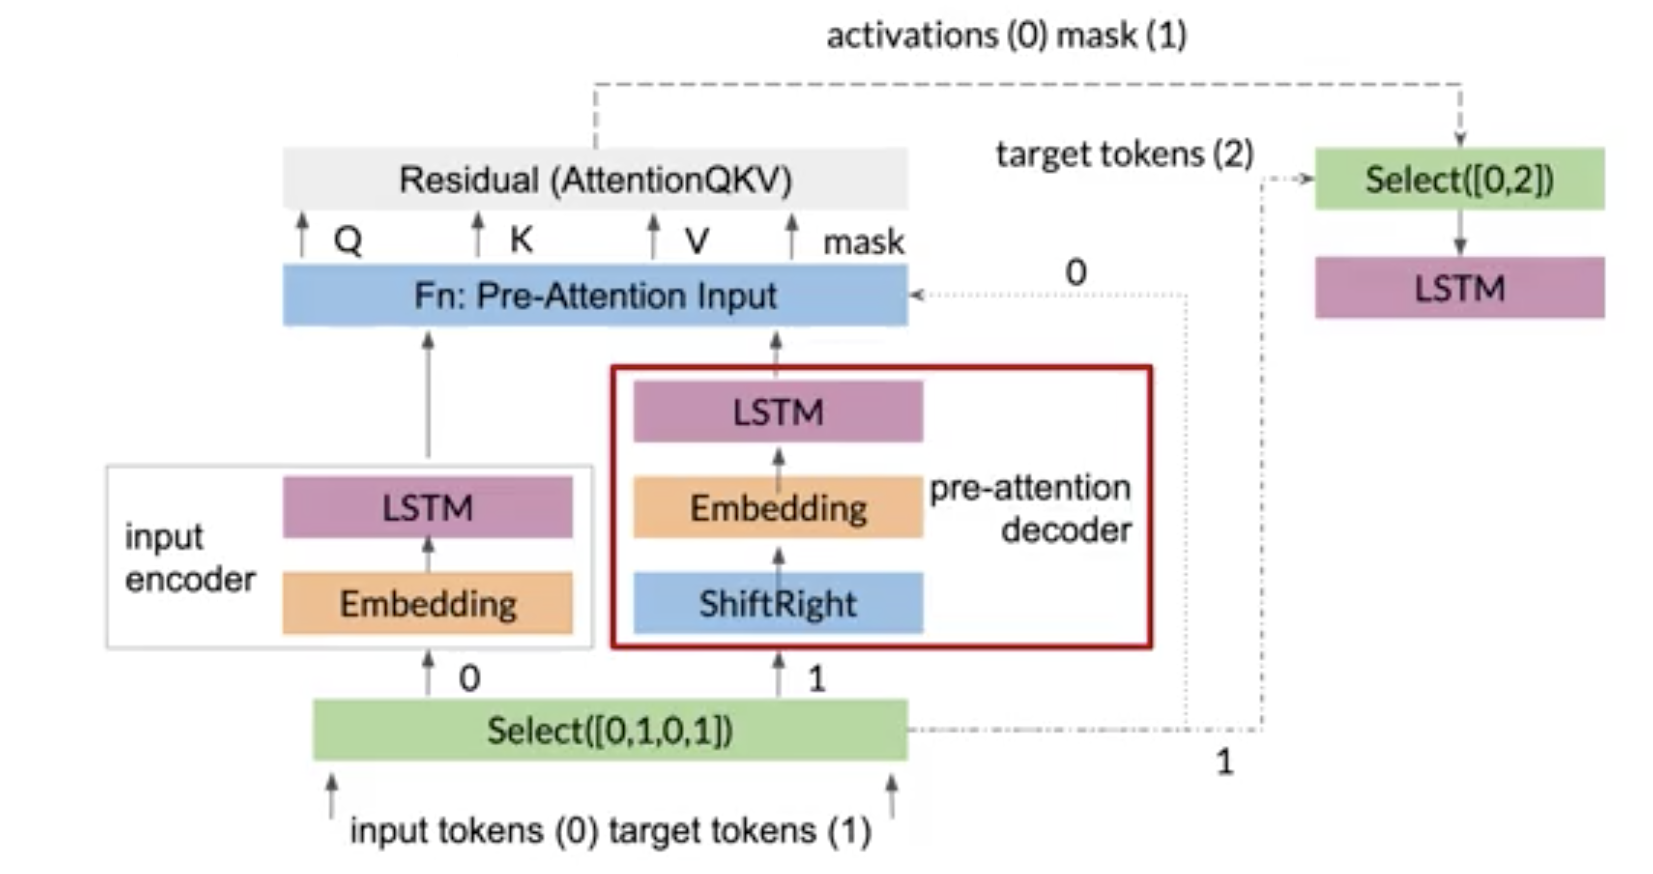 activations (0) mask (1)
target tokens (2)
Select([0,2])
LSTM
Residual (AttentionQKV)
Q
K
V
mask
Fn: Pre-Attention Input
0
LSTM
Embedding
ShiftRight
pre-attention
decoder
LSTM
Embedding
input
encoder
0
1
Select([0,1,0,1])
1
input tokens (0) target tokens (1)